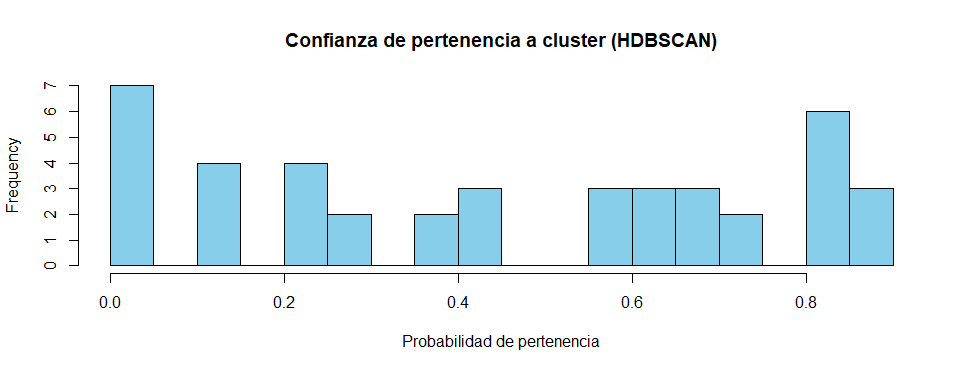 Confianza de pertenencia a cluster (HDBSCAN)
Frequency
7
6
5
4
3
2
1
0
0.0 0.2 0.4 0.6 0.8
Probabilidad de pertenencia